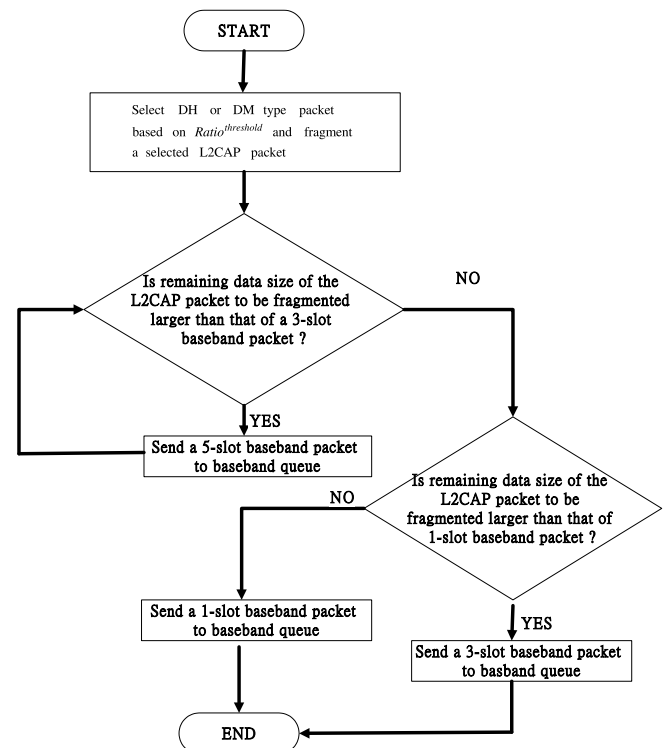 START
Select DH or DM type packet
based on Ratio^threshold and fragment
a selected L2CAP packet
Is remaining data size of the
L2CAP packet to be fragmented
larger than that of a 3-slot
baseband packet ?
NO
YES
Send a 5-slot baseband packet
to baseband queue
Is remaining data size of the
L2CAP packet to be
fragmented larger than that of
1-slot baseband packet ?
NO
Send a 1-slot baseband packet
to baseband queue
YES
Send a 3-slot baseband packet
to basband queue
END